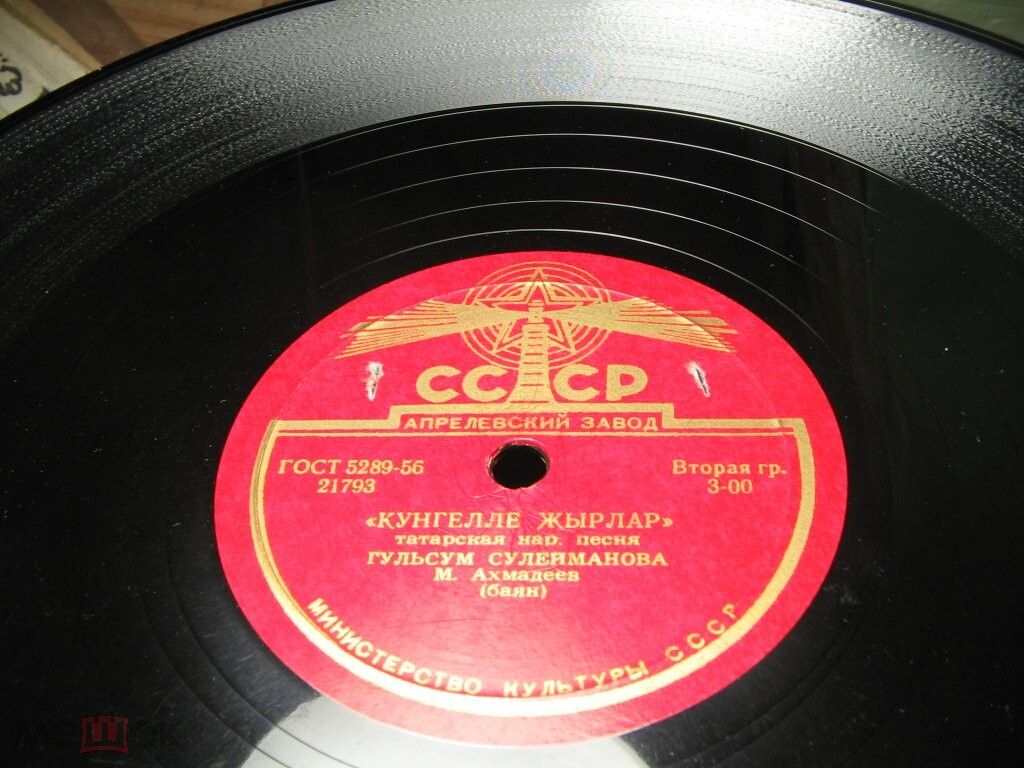 СССР
АПРЕЛЕВСКИЙ ЗАВОД
ГОСТ 5289-56
21793
Вторая гр.
3-00
«КУНГЕЛЛЕ ЖЫРЛАР»
татарская нар. песня
ГУЛЬСУМ СУЛЕЙМАНОВА
М. Ахмадеев
(баян)
МИНИСТЕРСТВО КУЛЬТУРЫ СССР